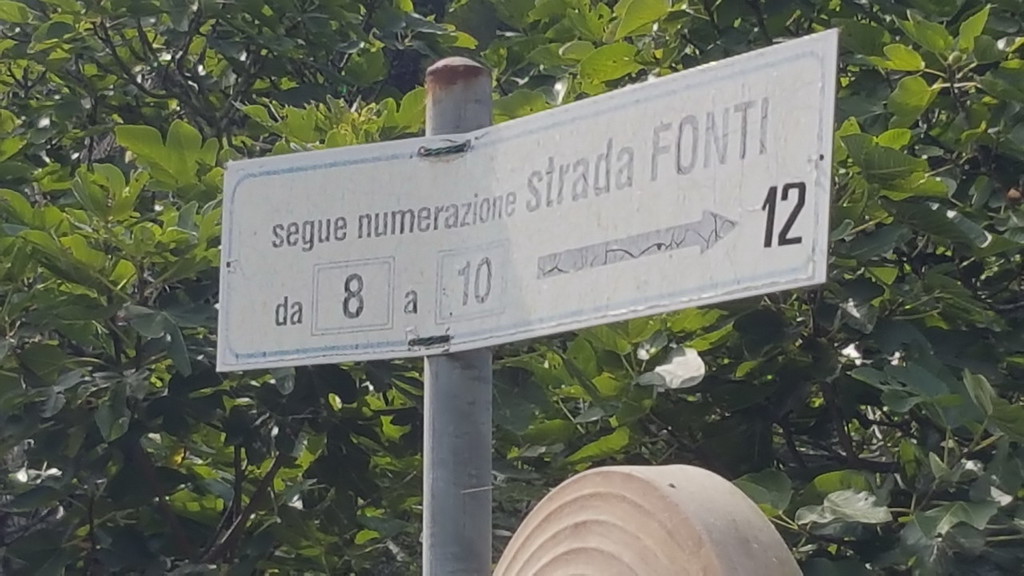 segue numerazione strada FONTI
da 8 a 10 12